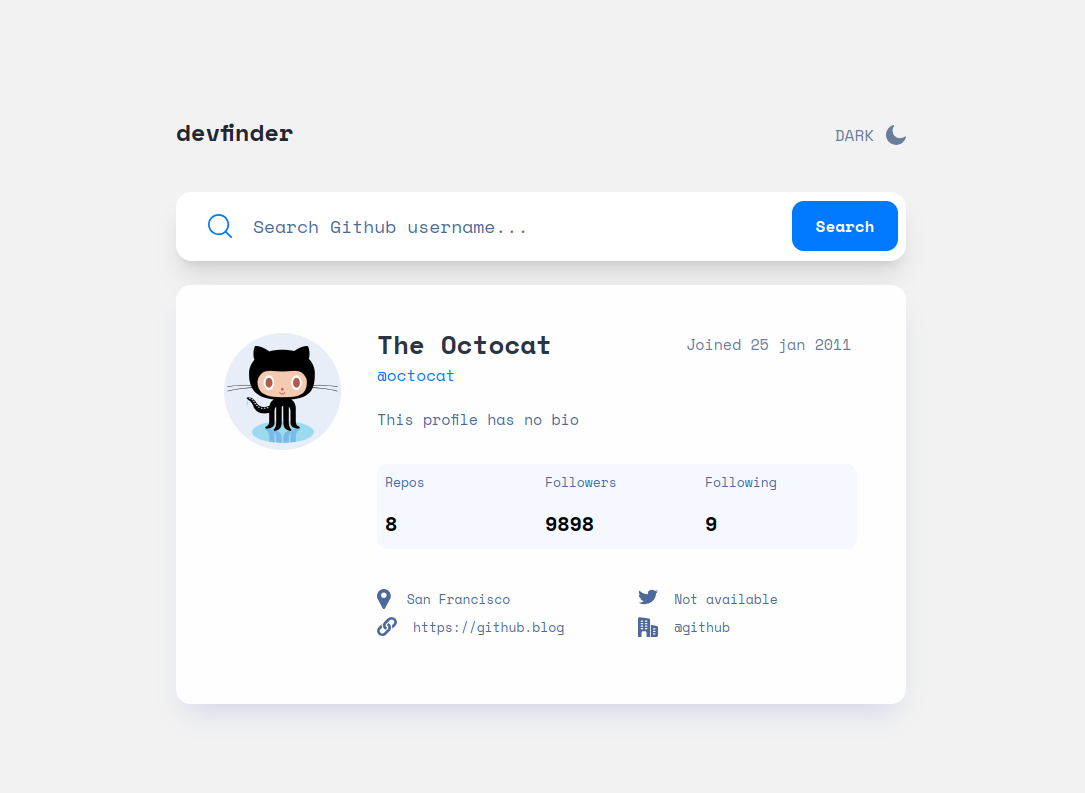 devfinder
DARK
Search Github username...
Search
The Octocat
Joined 25 jan 2011
@octocat
This profile has no bio
Repos Followers Following
8 9898 9
San Francisco
Not available
https://github.blog
@github